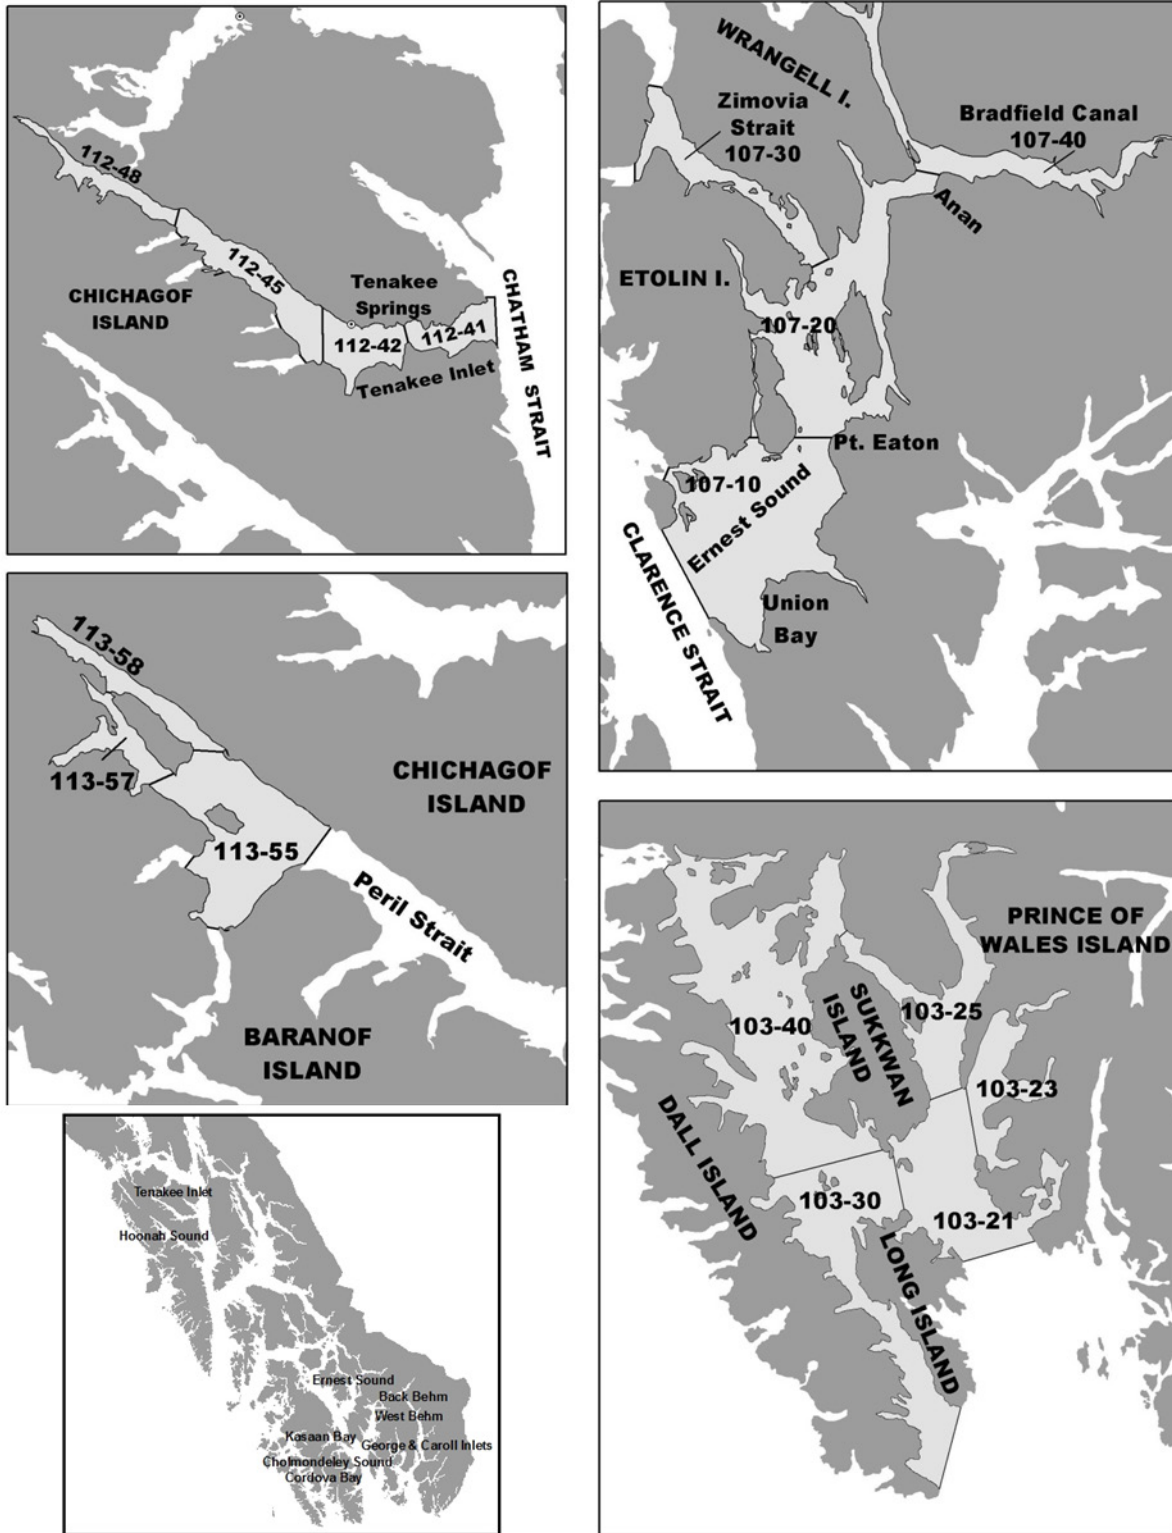 112-48
112-45
CHICHAGOF
ISLAND
Tenakee
Springs
112-42
112-41
Tenakee Inlet
CHATHAM STRAIT
WRANGELL I.
Zimovia
Strait
107-30
Bradfield Canal
107-40
Anan
ETOLIN I.
107-20
Pt. Eaton
107-10
Ernest Sound
CLARENCE STRAIT
Union
Bay
113-58
113-57
113-55
CHICHAGOF
ISLAND
Peril Strait
BARANOF
ISLAND
PRINCE OF
WALES ISLAND
103-40
SUKKWAN
ISLAND
103-25
103-23
DALL ISLAND
103-30
103-21
LONG ISLAND
Tenakee Inlet
Hoonah Sound
Ernest Sound
Back Behm
West Behm
Kasaan Bay
George & Caroll Inlets
Cholmondeley Sound
Cordova Bay